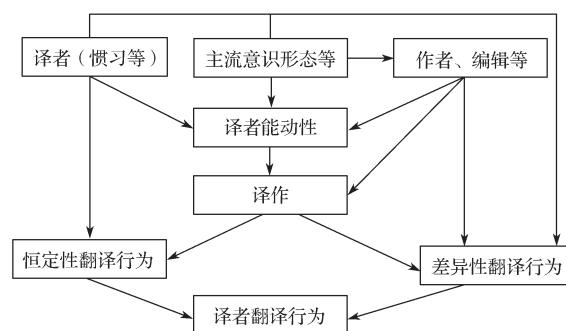 译者（惯习等）
主流意识形态等
作者、编辑等
译者能动性
译作
恒定性翻译行为
差异性翻译行为
译者翻译行为